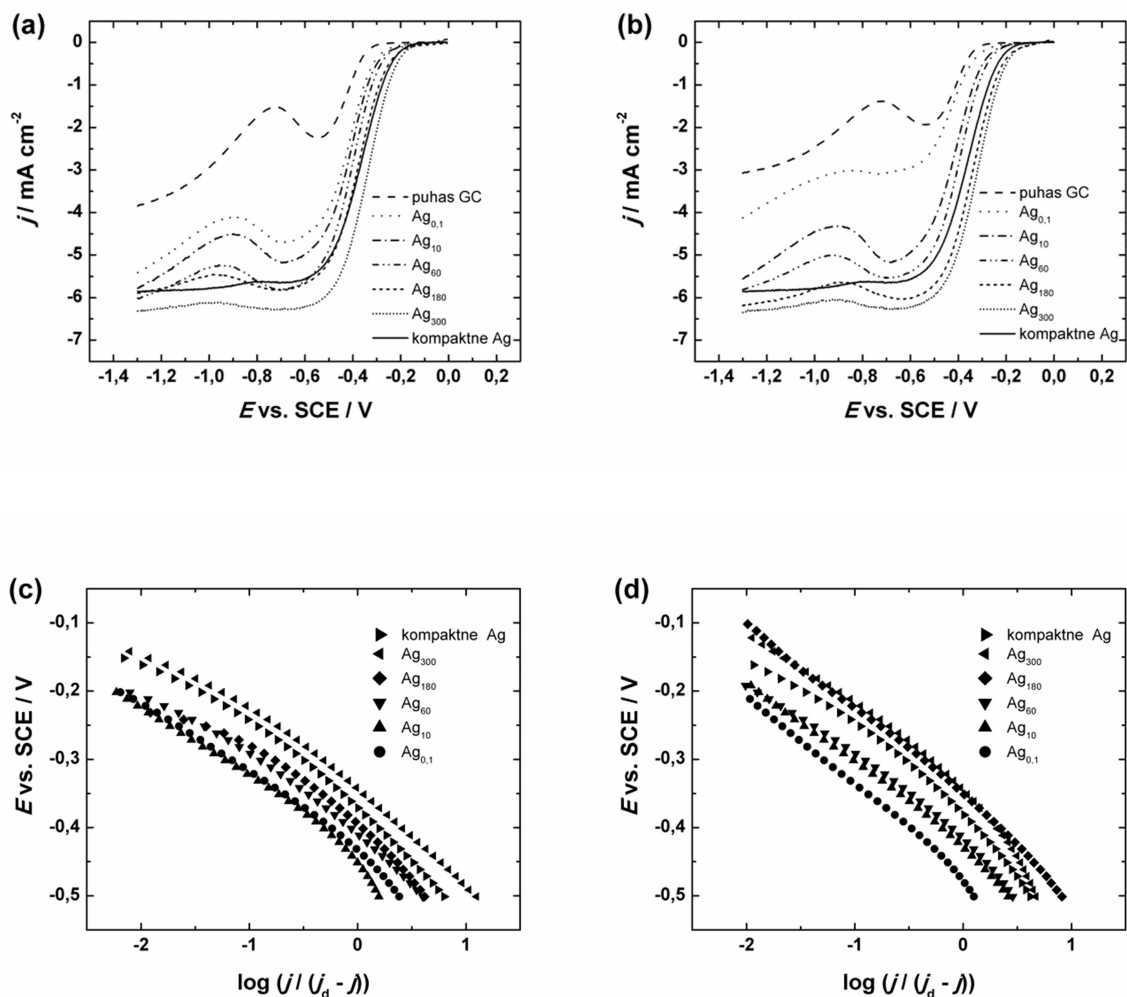 (a)
0
-1
-2
-3
-4
-5
-6
-7
j / mA cm⁻²
puhas GC
Ag₀,₁
Ag₁₀
Ag₆₀
Ag₁₈₀
Ag₃₀₀
kompaktne Ag
-1,4 -1,2 -1,0 -0,8 -0,6 -0,4 -0,2 0,0 0,2
E vs. SCE / V
(b)
0
-1
-2
-3
-4
-5
-6
-7
j / mA cm⁻²
puhas GC
Ag₀,₁
Ag₁₀
Ag₆₀
Ag₁₈₀
Ag₃₀₀
kompaktne Ag
-1,4 -1,2 -1,0 -0,8 -0,6 -0,4 -0,2 0,0 0,2
E vs. SCE / V
(c)
-0,1
-0,2
-0,3
-0,4
-0,5
E vs. SCE / V
kompaktne Ag
Ag₃₀₀
Ag₁₈₀
Ag₆₀
Ag₁₀
Ag₀,₁
-2 -1 0 1
log (j / (j_d - j))
(d)
-0,1
-0,2
-0,3
-0,4
-0,5
E vs. SCE / V
kompaktne Ag
Ag₃₀₀
Ag₁₈₀
Ag₆₀
Ag₁₀
Ag₀,₁
-2 -1 0 1
log (j / (j_d - j))